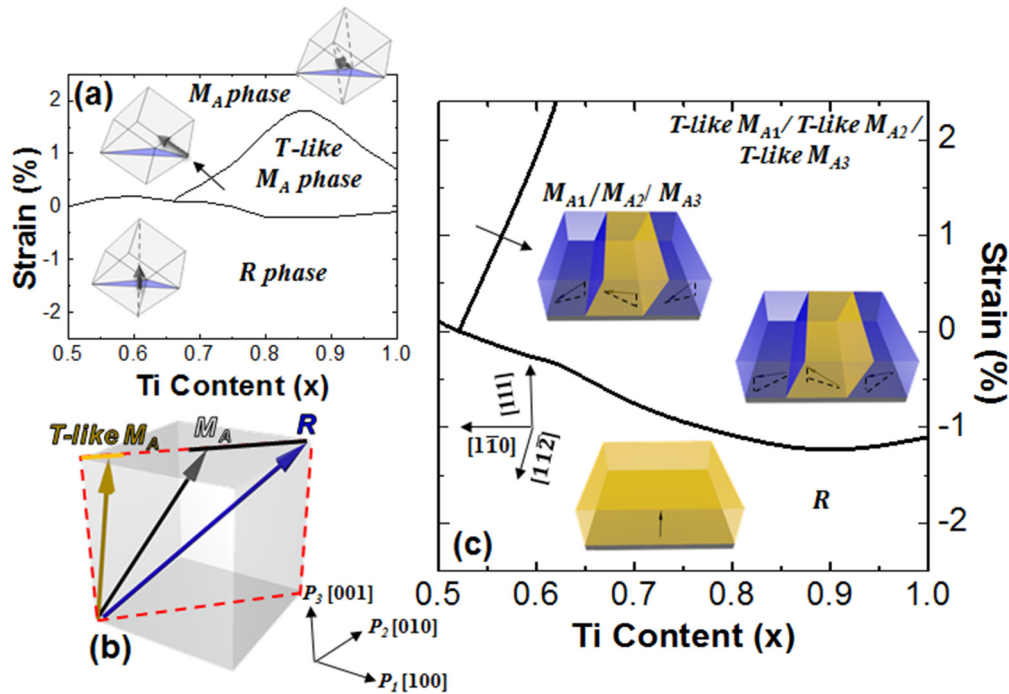 (a)
M_A phase
T-like
M_A phase
R phase
Strain (%)
2
1
0
-1
-2
0.5 0.6 0.7 0.8 0.9 1.0
Ti Content (x)
T-like M_A M_A R
P_3 [001]
P_2 [010]
P_1 [100]
(b)
T-like M_A1/ T-like M_A2 /
T-like M_A3
M_A1 / M_A2 / M_A3
[111]
[11̅0]
[112̅]
R
(c)
2
1
0
-1
-2
Strain (%)
0.5 0.6 0.7 0.8 0.9 1.0
Ti Content (x)